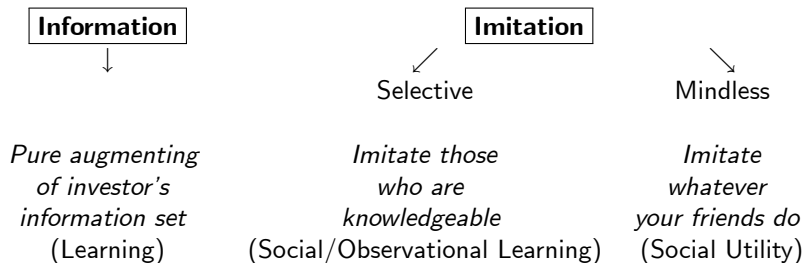 Information
Imitation
Selective
Mindless
Pure augmenting
of investor's
information set
(Learning)
Imitate those
who are
knowledgeable
(Social/Observational Learning)
Imitate
whatever
your friends do
(Social Utility)